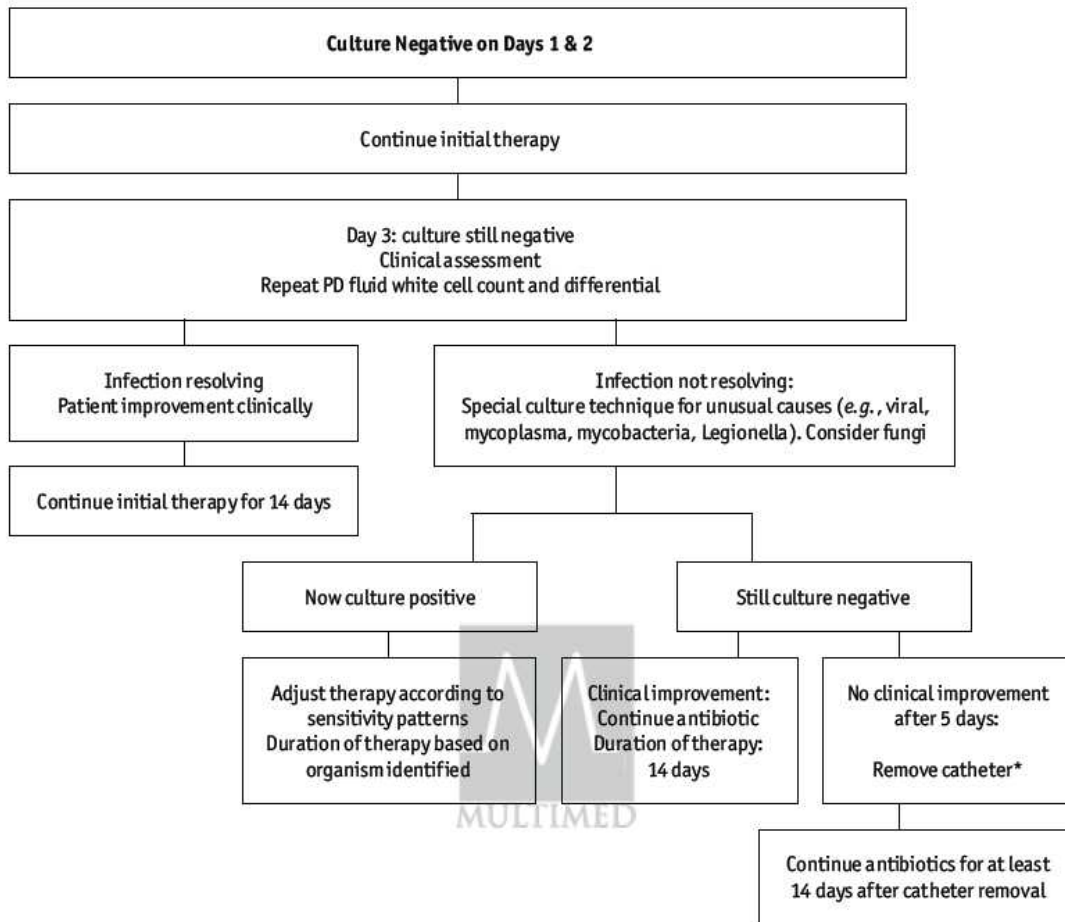 Culture Negative on Days 1 & 2
Continue initial therapy
Day 3: culture still negative
Clinical assessment
Repeat PD fluid white cell count and differential
Infection resolving
Patient improvement clinically
Infection not resolving:
Special culture technique for unusual causes (e.g., viral,
mycoplasma, mycobacteria, Legionella). Consider fungi
Continue initial therapy for 14 days
Now culture positive
Still culture negative
Adjust therapy according to
sensitivity patterns
Duration of therapy based on
organism identified
Clinical improvement:
Continue antibiotic
Duration of therapy:
14 days
No clinical improvement
after 5 days:
Remove catheter*
MULTIMED
Continue antibiotics for at least
14 days after catheter removal